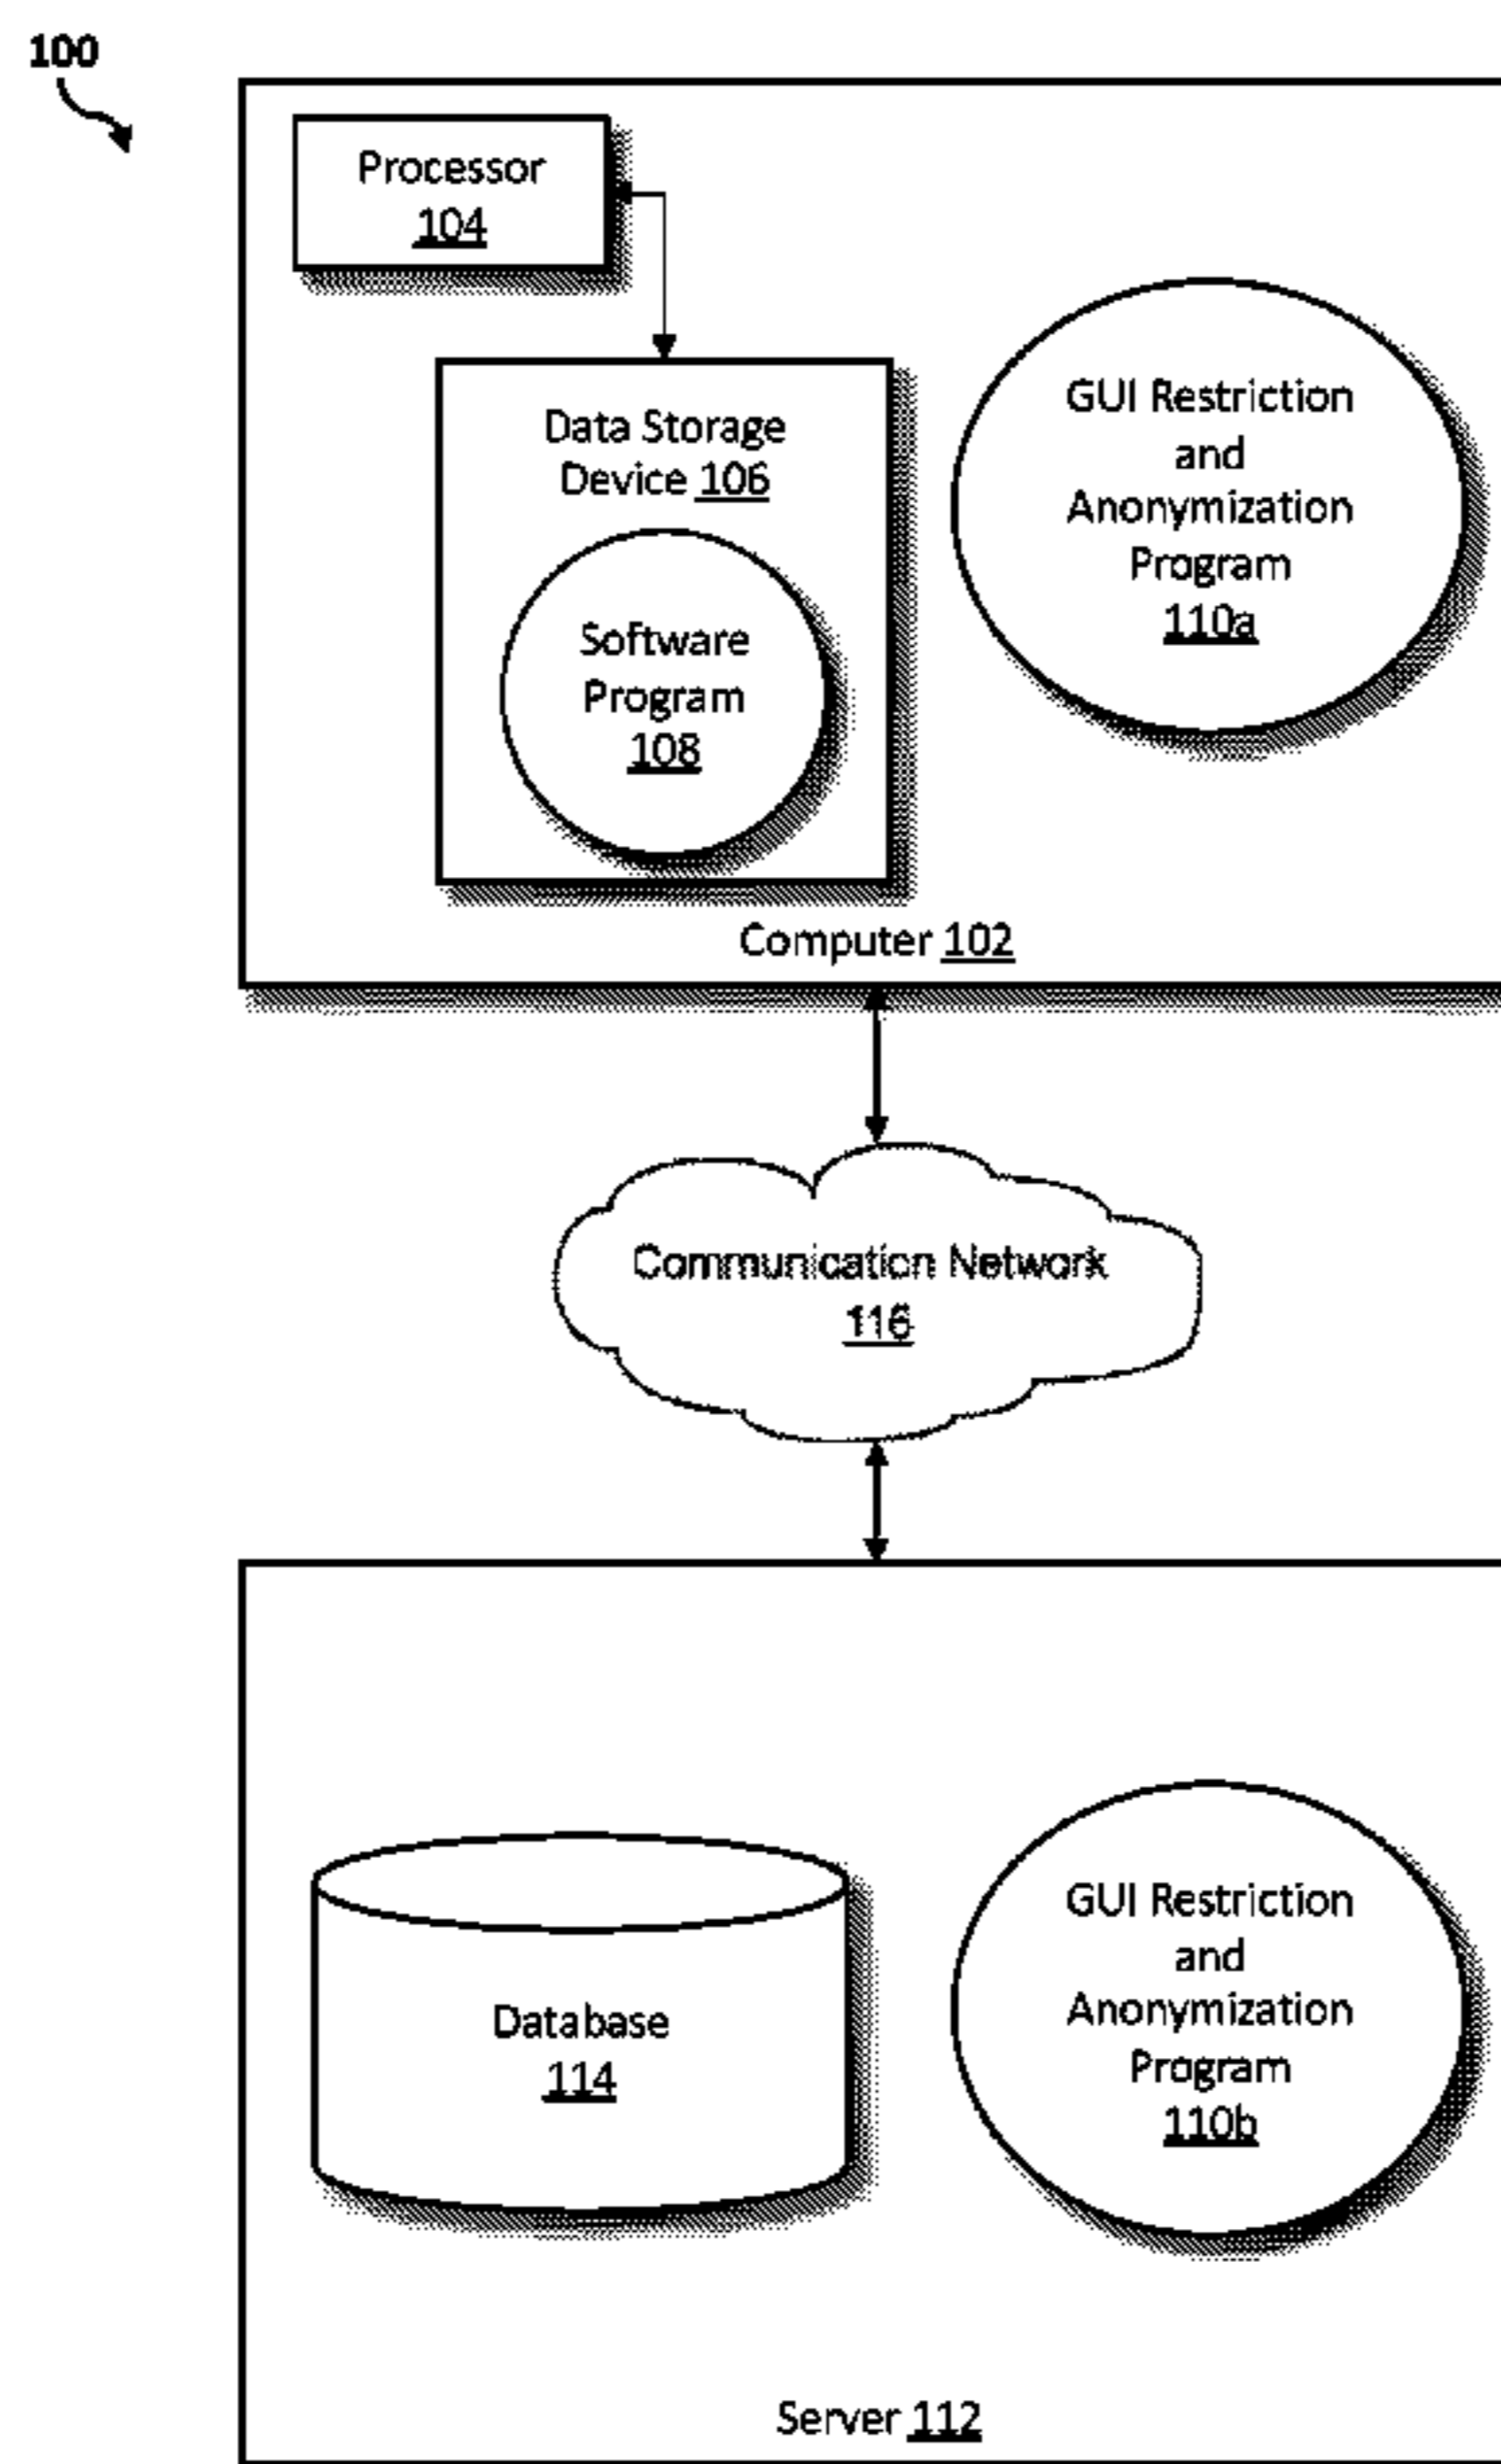 100
Processor
104
Data Storage
Device 106
Software
Program
108
GUI Restriction
and
Anonymization
Program
110a
Computer 102
Communication Network
116
Database
114
GUI Restriction
and
Anonymization
Program
110b
Server 112